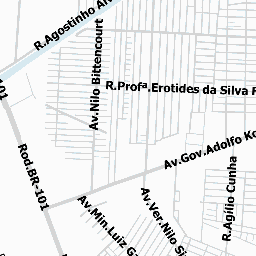 R.Agostinho
R.Profª.Erotides da Silva
Av.Nilo Bittencourt
101
Rod.BR-101
Av.Gov.Adolfo
R.Agílio Cunha
Av.Ver.Nilo
Av.Min.Luiz